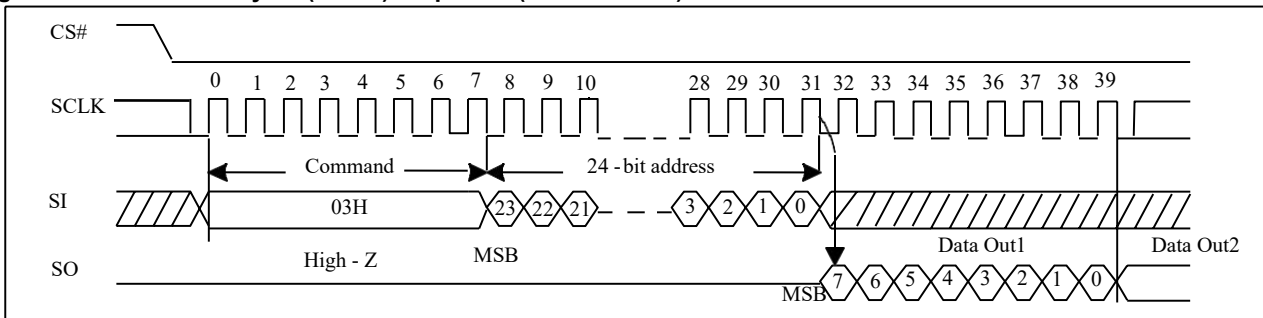 CS#
0 1 2 3 4 5 6 7 8 9 10 28 29 30 31 32 33 34 35 36 37 38 39
SCLK
Command 24 -bit address
SI 03H 23 22 21 3 2 1 0
Data Out1 Data Out2
High - Z MSB
SO
MSB 7 6 5 4 3 2 1 0